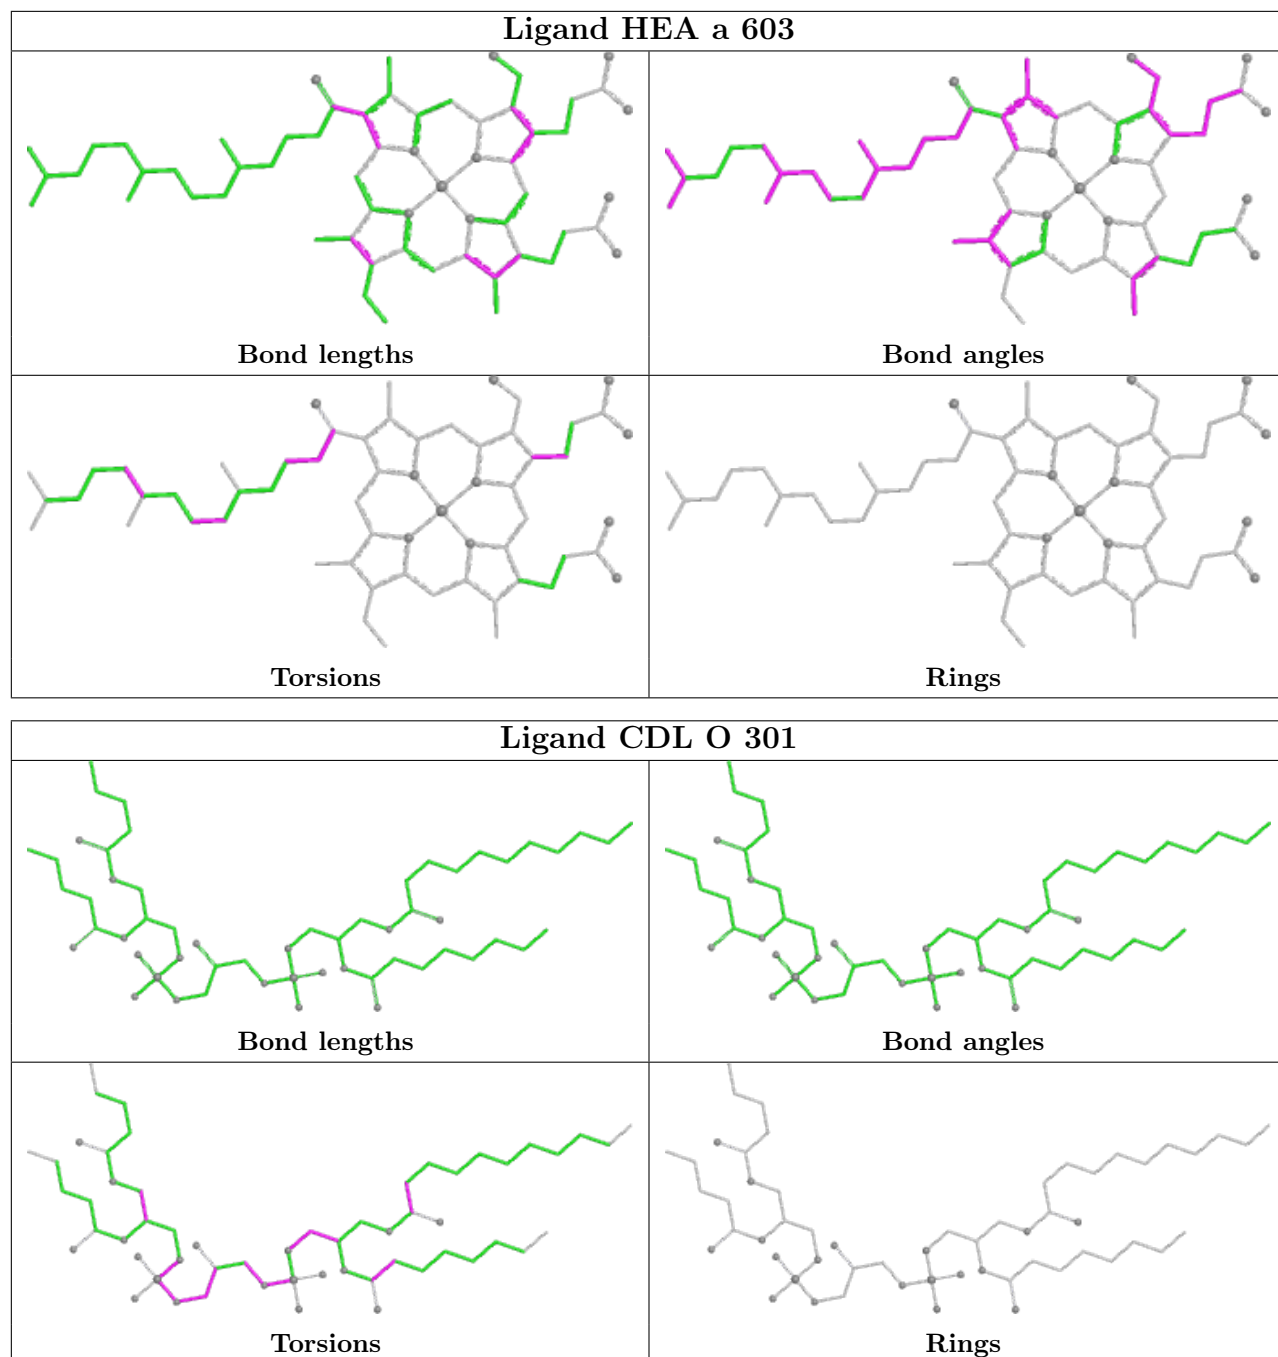 Ligand HEA a 603
Bond lengths
Bond angles
Torsions
Rings
Ligand CDL O 301
Bond lengths
Bond angles
Torsions
Rings